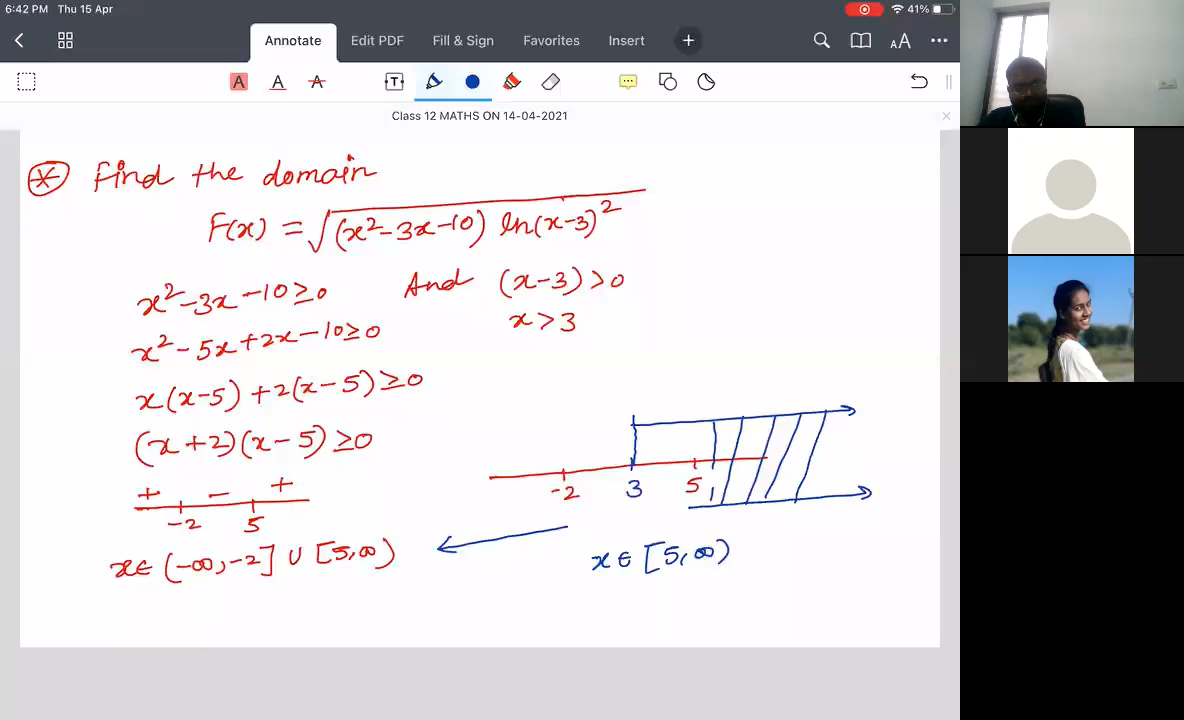 6:42 PM Thu 15 Apr
41%
Annotate Edit PDF Fill & Sign Favorites Insert
Class 12 MATHS ON 14-04-2021
* Find the domain
F(x) = √(x²-3x-10) ln(x-3)²
x²-3x-10≥0 And (x-3)>0
x²-5x+2x-10≥0 x>3
x(x-5)+2(x-5)≥0
(x+2)(x-5)≥0
+ - +
-2 5
-2 3 5
x∈(-∞,-2]∪[5,∞)
x∈[5,∞)